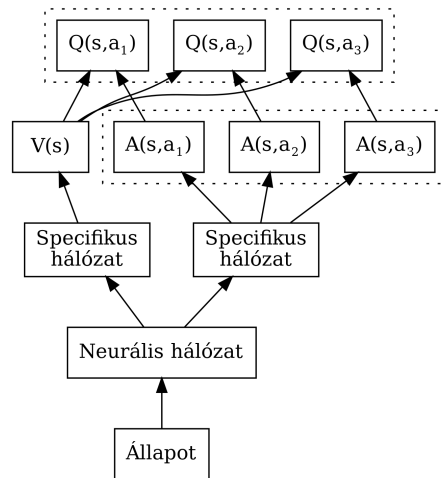 Q(s,a₁)
Q(s,a₂)
Q(s,a₃)
V(s)
A(s,a₁)
A(s,a₂)
A(s,a₃)
Specifikus
hálózat
Specifikus
hálózat
Neurális hálózat
Állapot